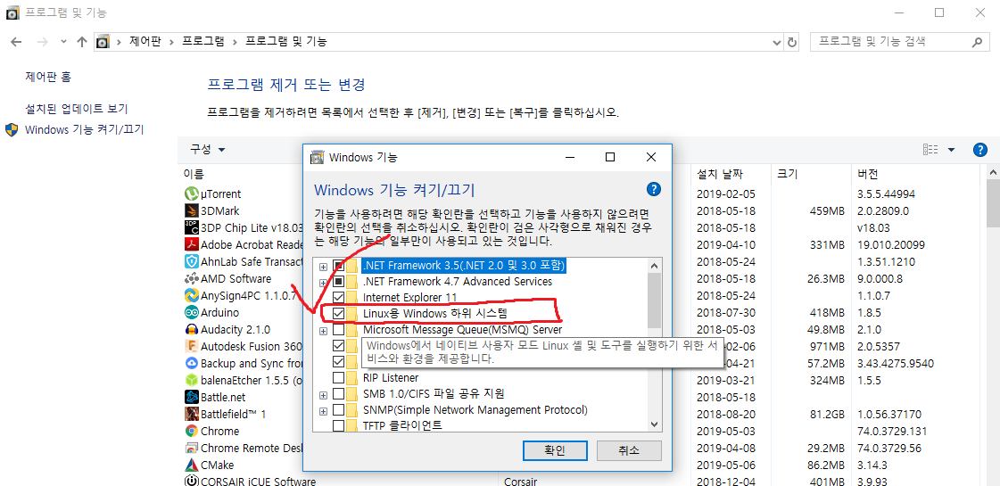 프로그램 및 기능
제어판 > 프로그램 > 프로그램 및 기능
프로그램 및 기능 검색
제어판 홈
설치된 업데이트 보기
Windows 기능 켜기/끄기
프로그램 제거 또는 변경
프로그램을 제거하려면 목록에서 선택한 후 [제거], [변경] 또는 [복구]를 클릭하십시오.
구성
이름
설치 날짜
크기
버전
µTorrent 2019-02-05 3.5.5.44994
3DMark 2018-05-18 459MB 2.0.2809.0
3DP Chip Lite v18.03 2018-05-18 v18.03
Adobe Acrobat Reade 2019-04-10 331MB 19.010.20099
AhnLab Safe Transact 2018-05-24 1.3.51.1210
AMD Software 2018-05-18 26.3MB 9.0.000.8
AnySign4PC 1.1.0.7 2018-05-24 1.1.0.7
Arduino 2018-07-30 418MB 1.8.5
Audacity 2.1.0 2018-05-03 49.8MB 2.1.0
Autodesk Fusion 360 2018-02-06 971MB 2.0.5357
Backup and Sync from -04-21 57.2MB 3.43.4275.9540
balenaEtcher 1.5.5 (o 2019-03-21 324MB 1.5.5
Battle.net 2018-05-18
Battlefield™ 1 2018-08-20 81.2GB 1.0.56.37170
Chrome 2019-05-03 74.0.3729.131
Chrome Remote Desk 2019-04-08 29.2MB 74.0.3729.56
CMake 2019-05-06 86.2MB 3.14.3
CORSAIR iCUE Software Corsair 2018-12-04 401MB 3.9.93
Windows 기능
Windows 기능 켜기/끄기
기능을 사용하려면 해당 확인란을 선택하고 기능을 사용하지 않으려면
확인란의 선택을 취소하십시오. 확인란이 검은 사각형으로 채워진 경우
는 해당 기능의 일부만이 사용되고 있는 것입니다.
.NET Framework 3.5(.NET 2.0 및 3.0 포함)
.NET Framework 4.7 Advanced Services
Internet Explorer 11
Linux용 Windows 하위 시스템
Microsoft Message Queue(MSMQ) Server
Windows에서 네이티브 사용자 모드 Linux 셸 및 도구를 실행하기 위한 서
비스와 환경을 제공합니다.
RIP Listener
SMB 1.0/CIFS 파일 공유 지원
SNMP(Simple Network Management Protocol)
TFTP 클라이언트
확인
취소